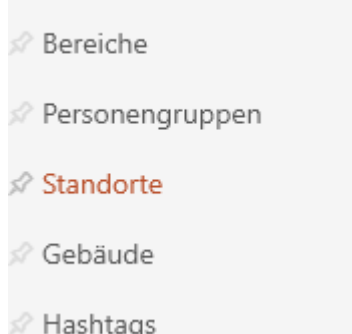 Bereiche
Personengruppen
Standorte
Gebäude
Hashtags